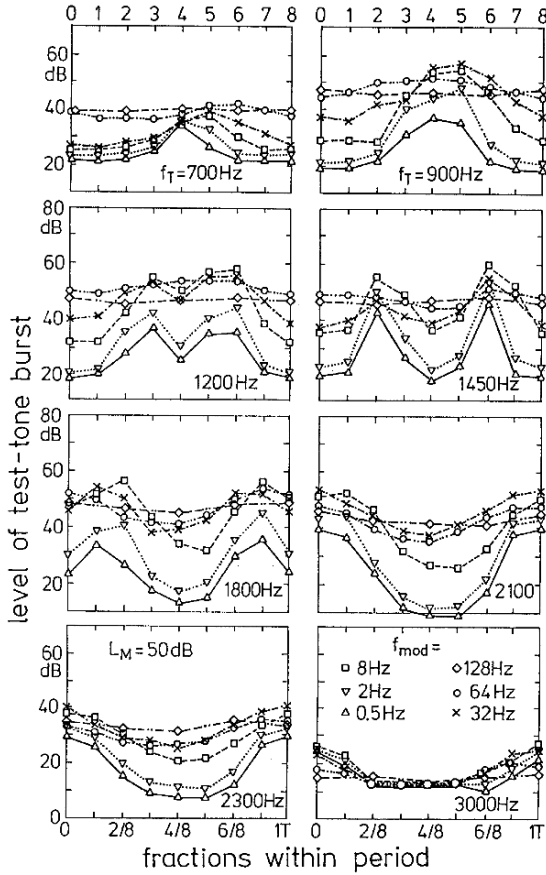 0 1 2 3 4 5 6 7 8 0 1 2 3 4 5 6 7 8
60
dB
40
20
fT=700Hz
fT=900Hz
80
dB
60
40
20
1200Hz
1450Hz
80
dB
60
40
20
1800Hz
2100
60
dB
40
20
0
LM=50dB
2300Hz
fmod=
8Hz
128Hz
2Hz
64Hz
0.5Hz
32Hz
3000Hz
0 2/8 4/8 6/8 1T 0 2/8 4/8 6/8 1T
fractions within period
level of test-tone burst